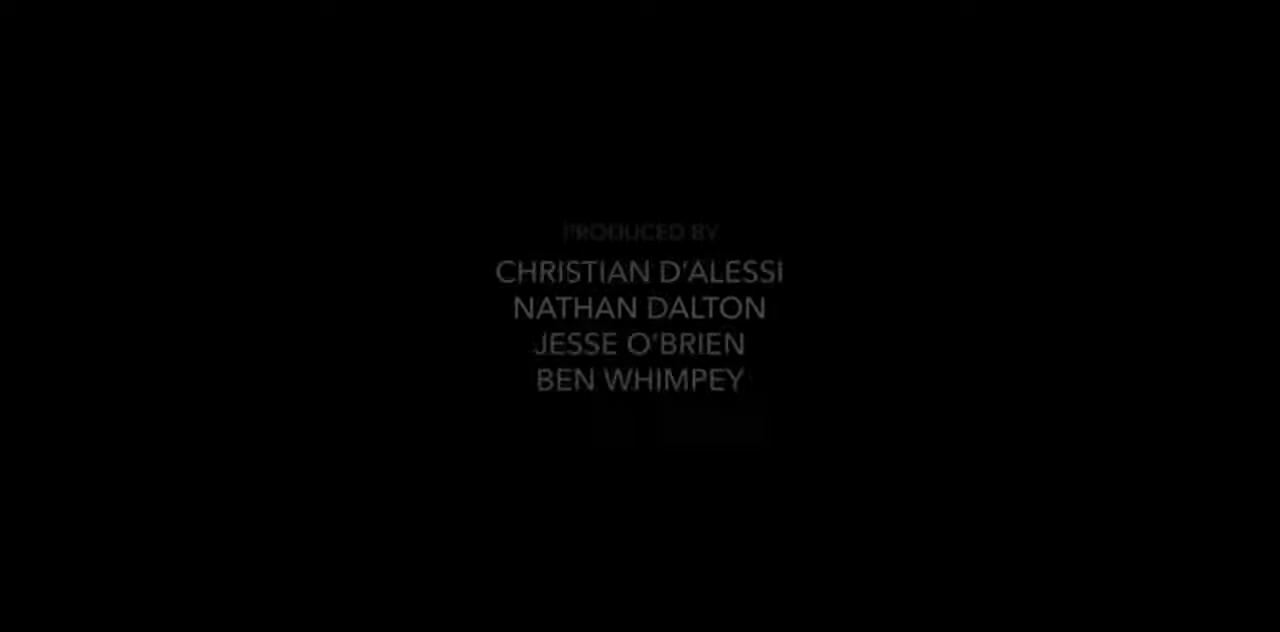 PRODUCED BY
CHRISTIAN D'ALESSI
NATHAN DALTON
JESSE O'BRIEN
BEN WHIMPEY